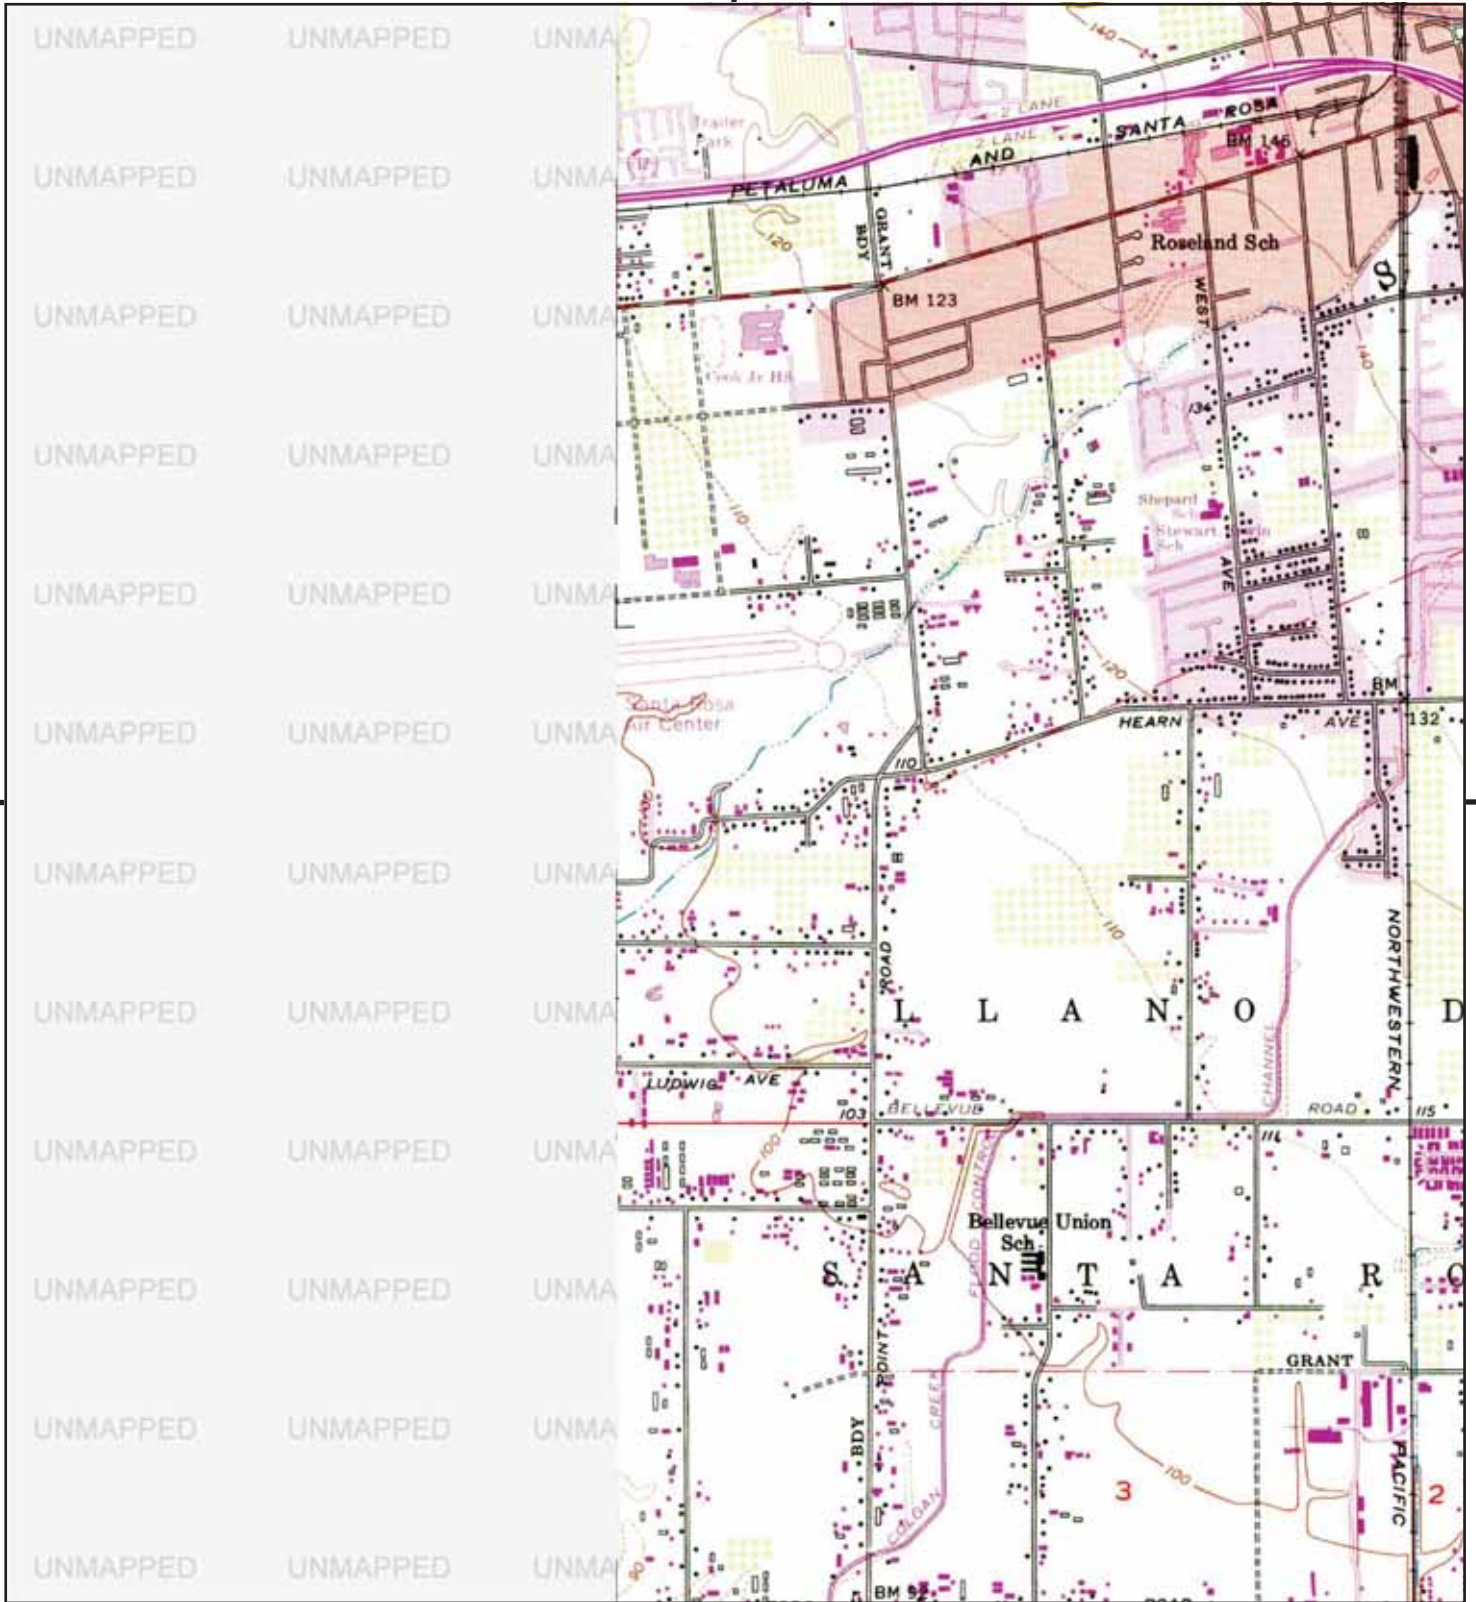 UNMAPPED UNMAPPED UNMA
140
2 LANE
SANTA ROSA
Trailer Park
2 LANE
AND
BM 146
UNMAPPED UNMAPPED UNMA
PETALUMA
120
GRANT BDY
Roseland Sch
WEST
BM 123
UNMAPPED UNMAPPED UNMA
140
Cook Jr HS
134
UNMAPPED UNMAPPED UNMA
110
Shepard Sch
Stewart
Sch
AVE
UNMAPPED UNMAPPED UNMA
120
BM
132
Santa Rosa
Air Center
HEARN AVE
UNMAPPED UNMAPPED UNMA
110
UNMAPPED UNMAPPED UNMA
110
NORTHWESTERN
ROAD
L L A N O D
UNMAPPED UNMAPPED UNMA
CHANNEL
LUDWIG AVE
103
BELLEVUE ROAD
115
UNMAPPED UNMAPPED UNMA
100
FLOOD CONTROL
Bellevue Union
Sch
S A N T A R O
UNMAPPED UNMAPPED UNMA
POINT
GRANT
BDY
CREEK
UNMAPPED UNMAPPED UNMA
100
PACIFIC
3
2
COLGAN
UNMAPPED UNMAPPED UNMA
90
BM 92